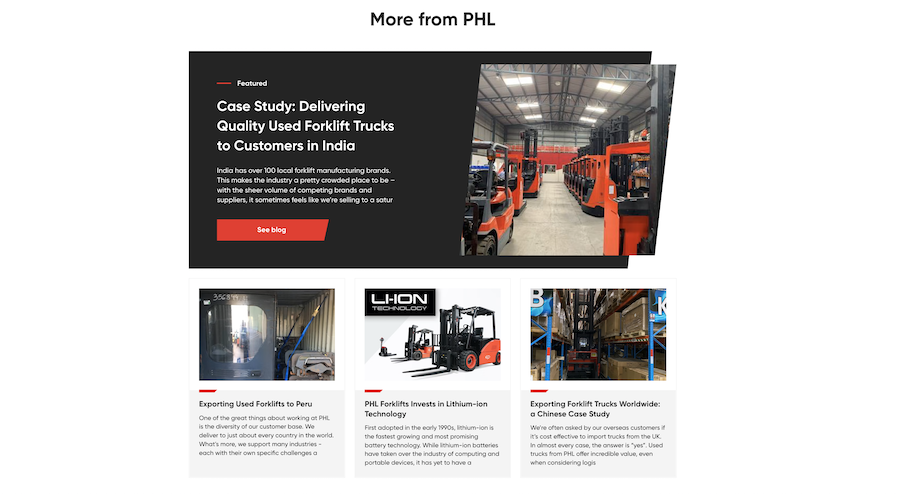 More from PHL
Featured
Case Study: Delivering
Quality Used Forklift Trucks
to Customers in India
India has over 100 local forklift manufacturing brands.
This makes the industry a pretty crowded place to be –
with the sheer volume of competing brands and
suppliers, it sometimes feels like we're selling to a satur
See blog
LI-ION
TECHNOLOGY
B
K
Exporting Used Forklifts to Peru
One of the great things about working at PHL
is the diversity of our customer base. We
deliver to just about every country in the world.
What's more, we support many industries -
each with their own specific challenges a
PHL Forklifts Invests in Lithium-ion
Technology
First adopted in the early 1990s, lithium-ion is
the fastest growing and most promising
battery technology. While lithium-ion batteries
have taken over the industry of computing and
portable devices, it has yet to have a
Exporting Forklift Trucks Worldwide:
a Chinese Case Study
We're often asked by our overseas customers if
it's cost effective to import trucks from the UK.
In almost every case, the answer is "yes". Used
trucks from PHL offer incredible value, even
when considering logis